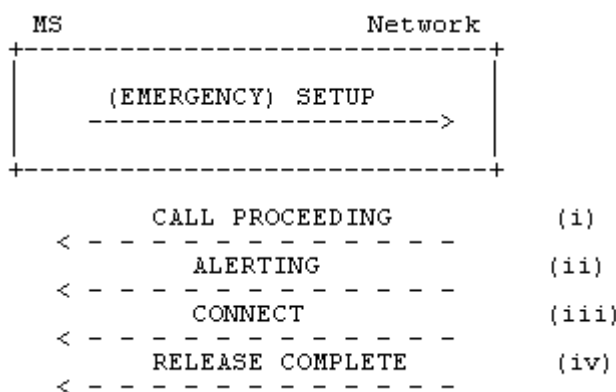 MS Network
(EMERGENCY) SETUP
CALL PROCEEDING (i)
ALERTING (ii)
CONNECT (iii)
RELEASE COMPLETE (iv)